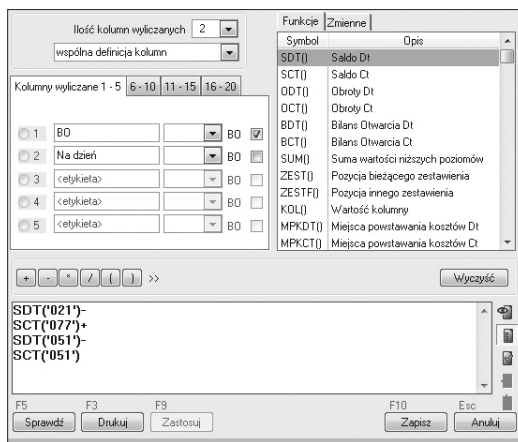 Ilość kolumn wyliczanych 2
wspólna definicja kolumn
Kolumny wyliczane 1 - 5 6 - 10 11 - 15 16 - 20
1 BO BO
2 Na dzień BO
3 <etykieta> BO
4 <etykieta> BO
5 <etykieta> BO
Funkcje Zmienne
Symbol Opis
SDT() Saldo Dt
SCT() Saldo Ct
ODT() Obroty Dt
OCT() Obroty Ct
BDT() Bilans Otwarcia Dt
BCT() Bilans Otwarcia Ct
SUM() Suma wartości niższych poziomów
ZEST() Pozycja bieżącego zestawienia
ZESTF() Pozycja innego zestawienia
KOL() Wartość kolumny
MPKDT() Miejsca powstawania kosztów Dt
MPKCT() Miejsca powstawania kosztów Ct
+ - * / ( ) >> Wyczyść
SDT('021')-
SCT('077')+
SDT('051')-
SCT('051')
F5 F3 F9 F10 Esc
Sprawdź Drukuj Zastosuj Zapisz Anuluj